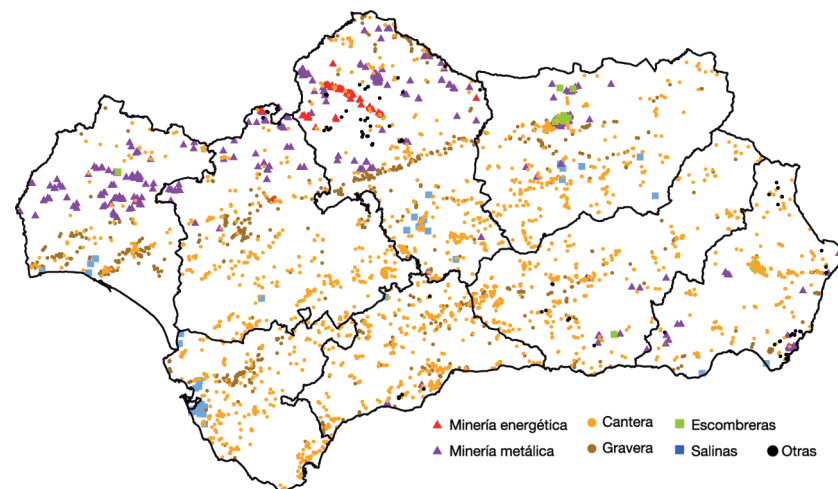 Minería energética
Cantera
Escombreras
Minería metálica
Gravera
Salinas
Otras